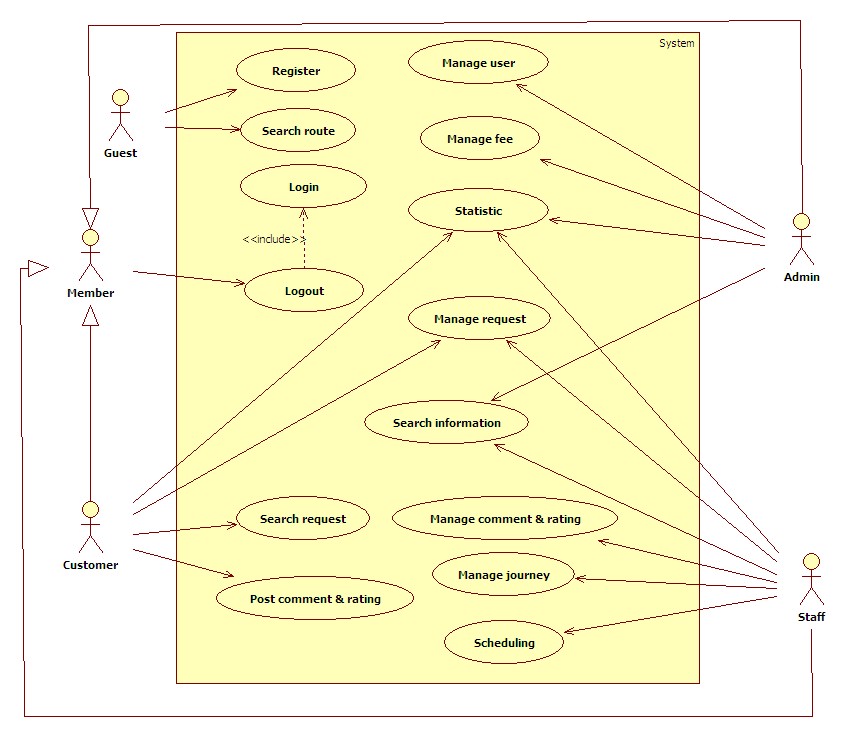 System
Register
Manage user
Guest
Search route
Manage fee
Login
Statistic
<<include>>
Member
Logout
Admin
Manage request
Search information
Search request
Manage comment & rating
Customer
Manage journey
Post comment & rating
Staff
Scheduling